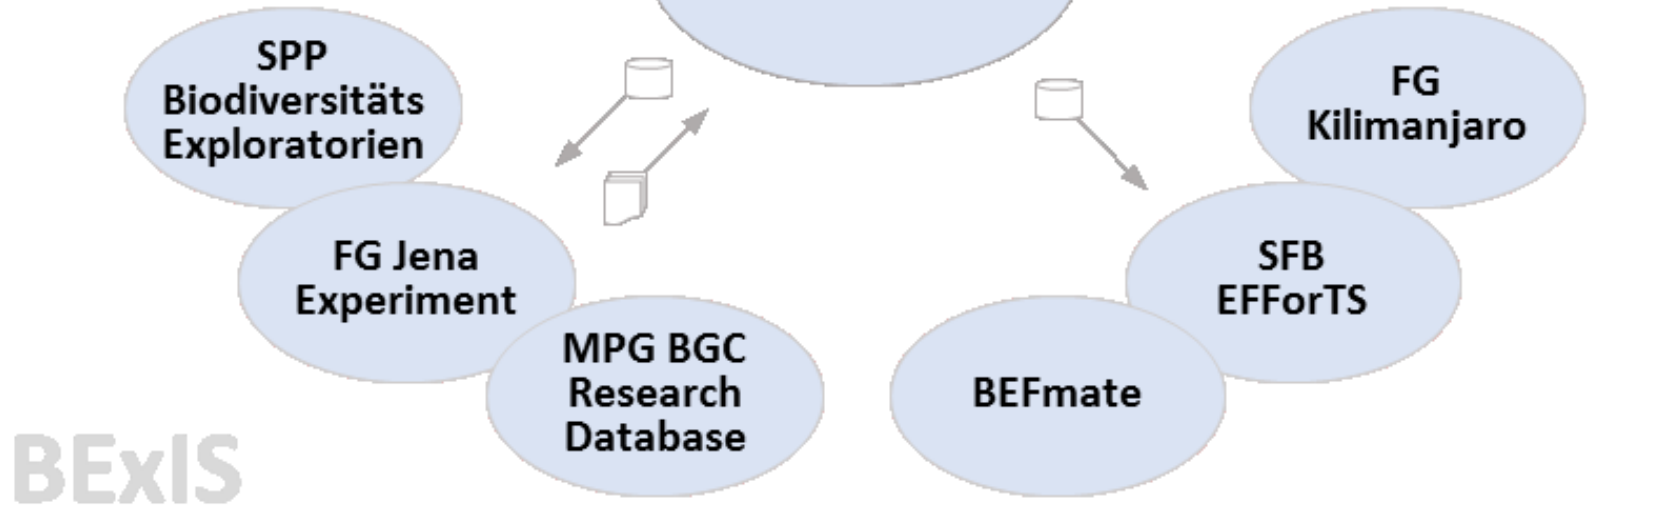 SPP
Biodiversitäts
Exploratorien
FG
Kilimanjaro
FG Jena
Experiment
SFB
EFForTS
MPG BGC
Research
Database
BEFmate
BExIS